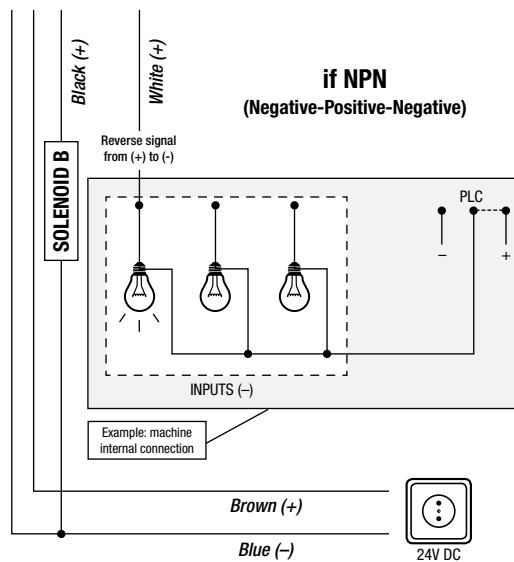 Black (+)
White (+)
if NPN
(Negative-Positive-Negative)
Reverse signal
from (+) to (-)
SOLENOID B
PLC
–
+
INPUTS (–)
Example: machine
internal connection
Brown (+)
Blue (–)
24V DC